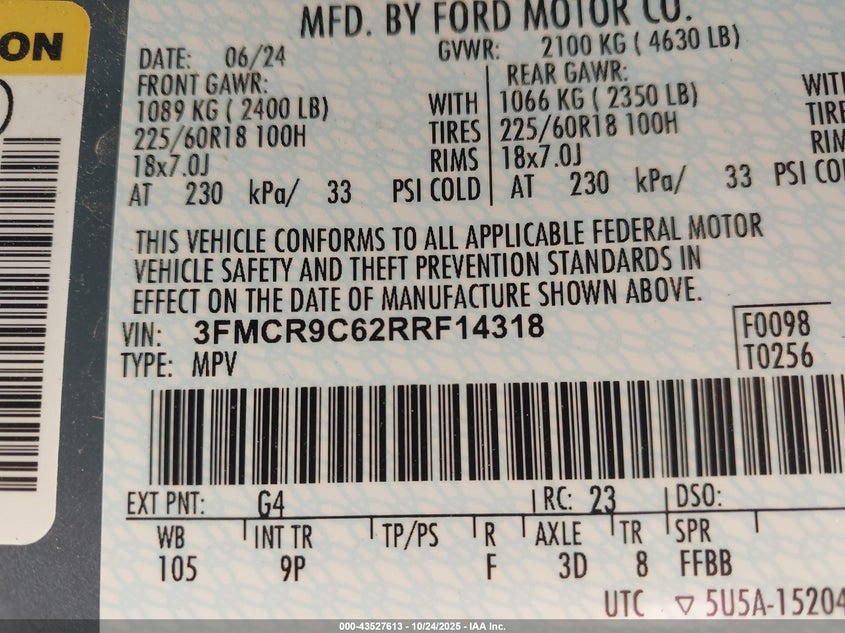 ON
MFD. BY FORD MOTOR CO.
DATE: 06/24 GVWR: 2100 KG ( 4630 LB)
FRONT GAWR: REAR GAWR:
1089 KG ( 2400 LB) WITH 1066 KG ( 2350 LB) WITH
225/60R18 100H TIRES 225/60R18 100H TIRE
18x7.0J RIMS 18x7.0J RIM
AT 230 kPa/ 33 PSI COLD AT 230 kPa/ 33 PSI CO
THIS VEHICLE CONFORMS TO ALL APPLICABLE FEDERAL MOTOR
VEHICLE SAFETY AND THEFT PREVENTION STANDARDS IN
EFFECT ON THE DATE OF MANUFACTURE SHOWN ABOVE.
VIN: 3FMCR9C62RRF14318 F0098
TYPE: MPV T0256
EXT PNT: G4 RC: 23 DSO:
WB INT TR TP/PS R AXLE TR SPR
105 9P F 3D 8 FFBB
UTC ▽ 5U5A-15204
000-43527613 - 10/24/2025 - IAA Inc.